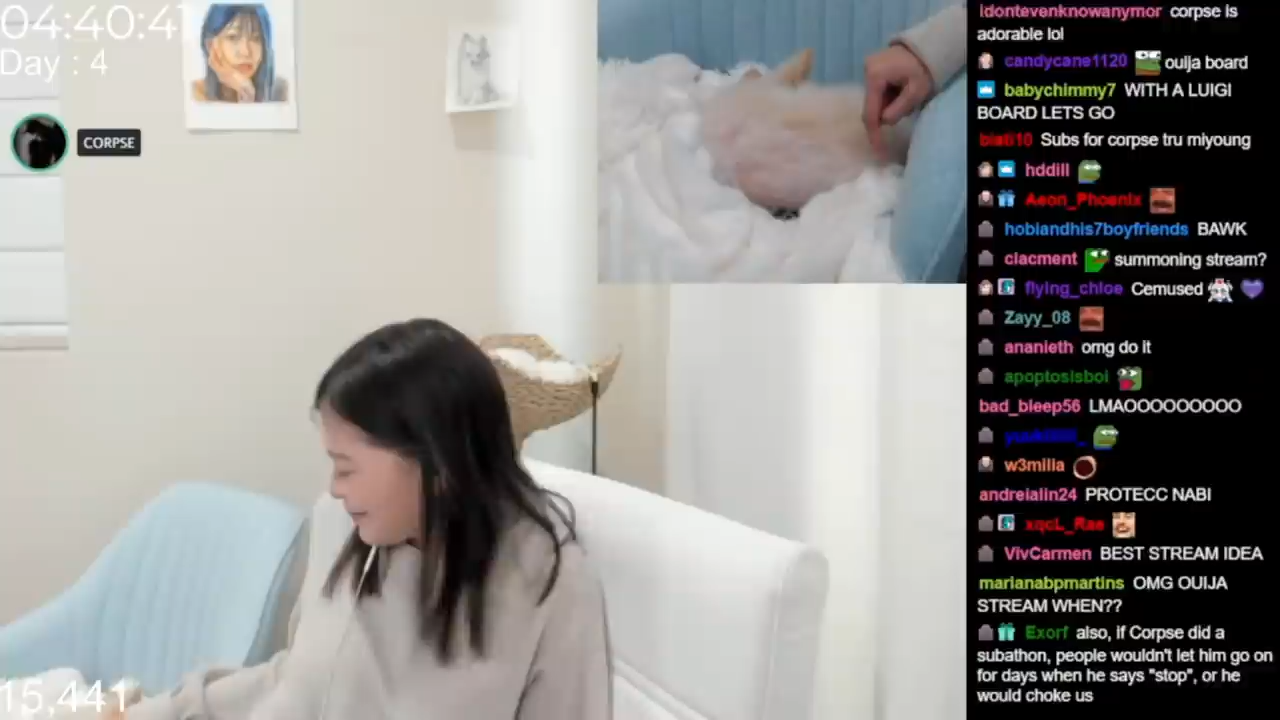 04:40:41
Day : 4
CORPSE
15,441
idontevenknowanymor corpse is
adorable lol
candycane1120 ouija board
babychimmy7 WITH A LUIGI
BOARD LETS GO
Subs for corpse tru miyoung
hddill
Aeon_Phoenix
hobiandhis7boyfriends BAWK
clacment summoning stream?
flying_chloe Cemused
Zayy_08
ananieth omg do it
apoptosisboi
bad_bleep56 LMAOOOOOOOOO
w3milla
andreialin24 PROTECC NABI
xqcL_Rae
VivCarmen BEST STREAM IDEA
marianabpmartins OMG OUIJA
STREAM WHEN??
Exorf also, if Corpse did a
subathon, people wouldn't let him go on
for days when he says "stop", or he
would choke us